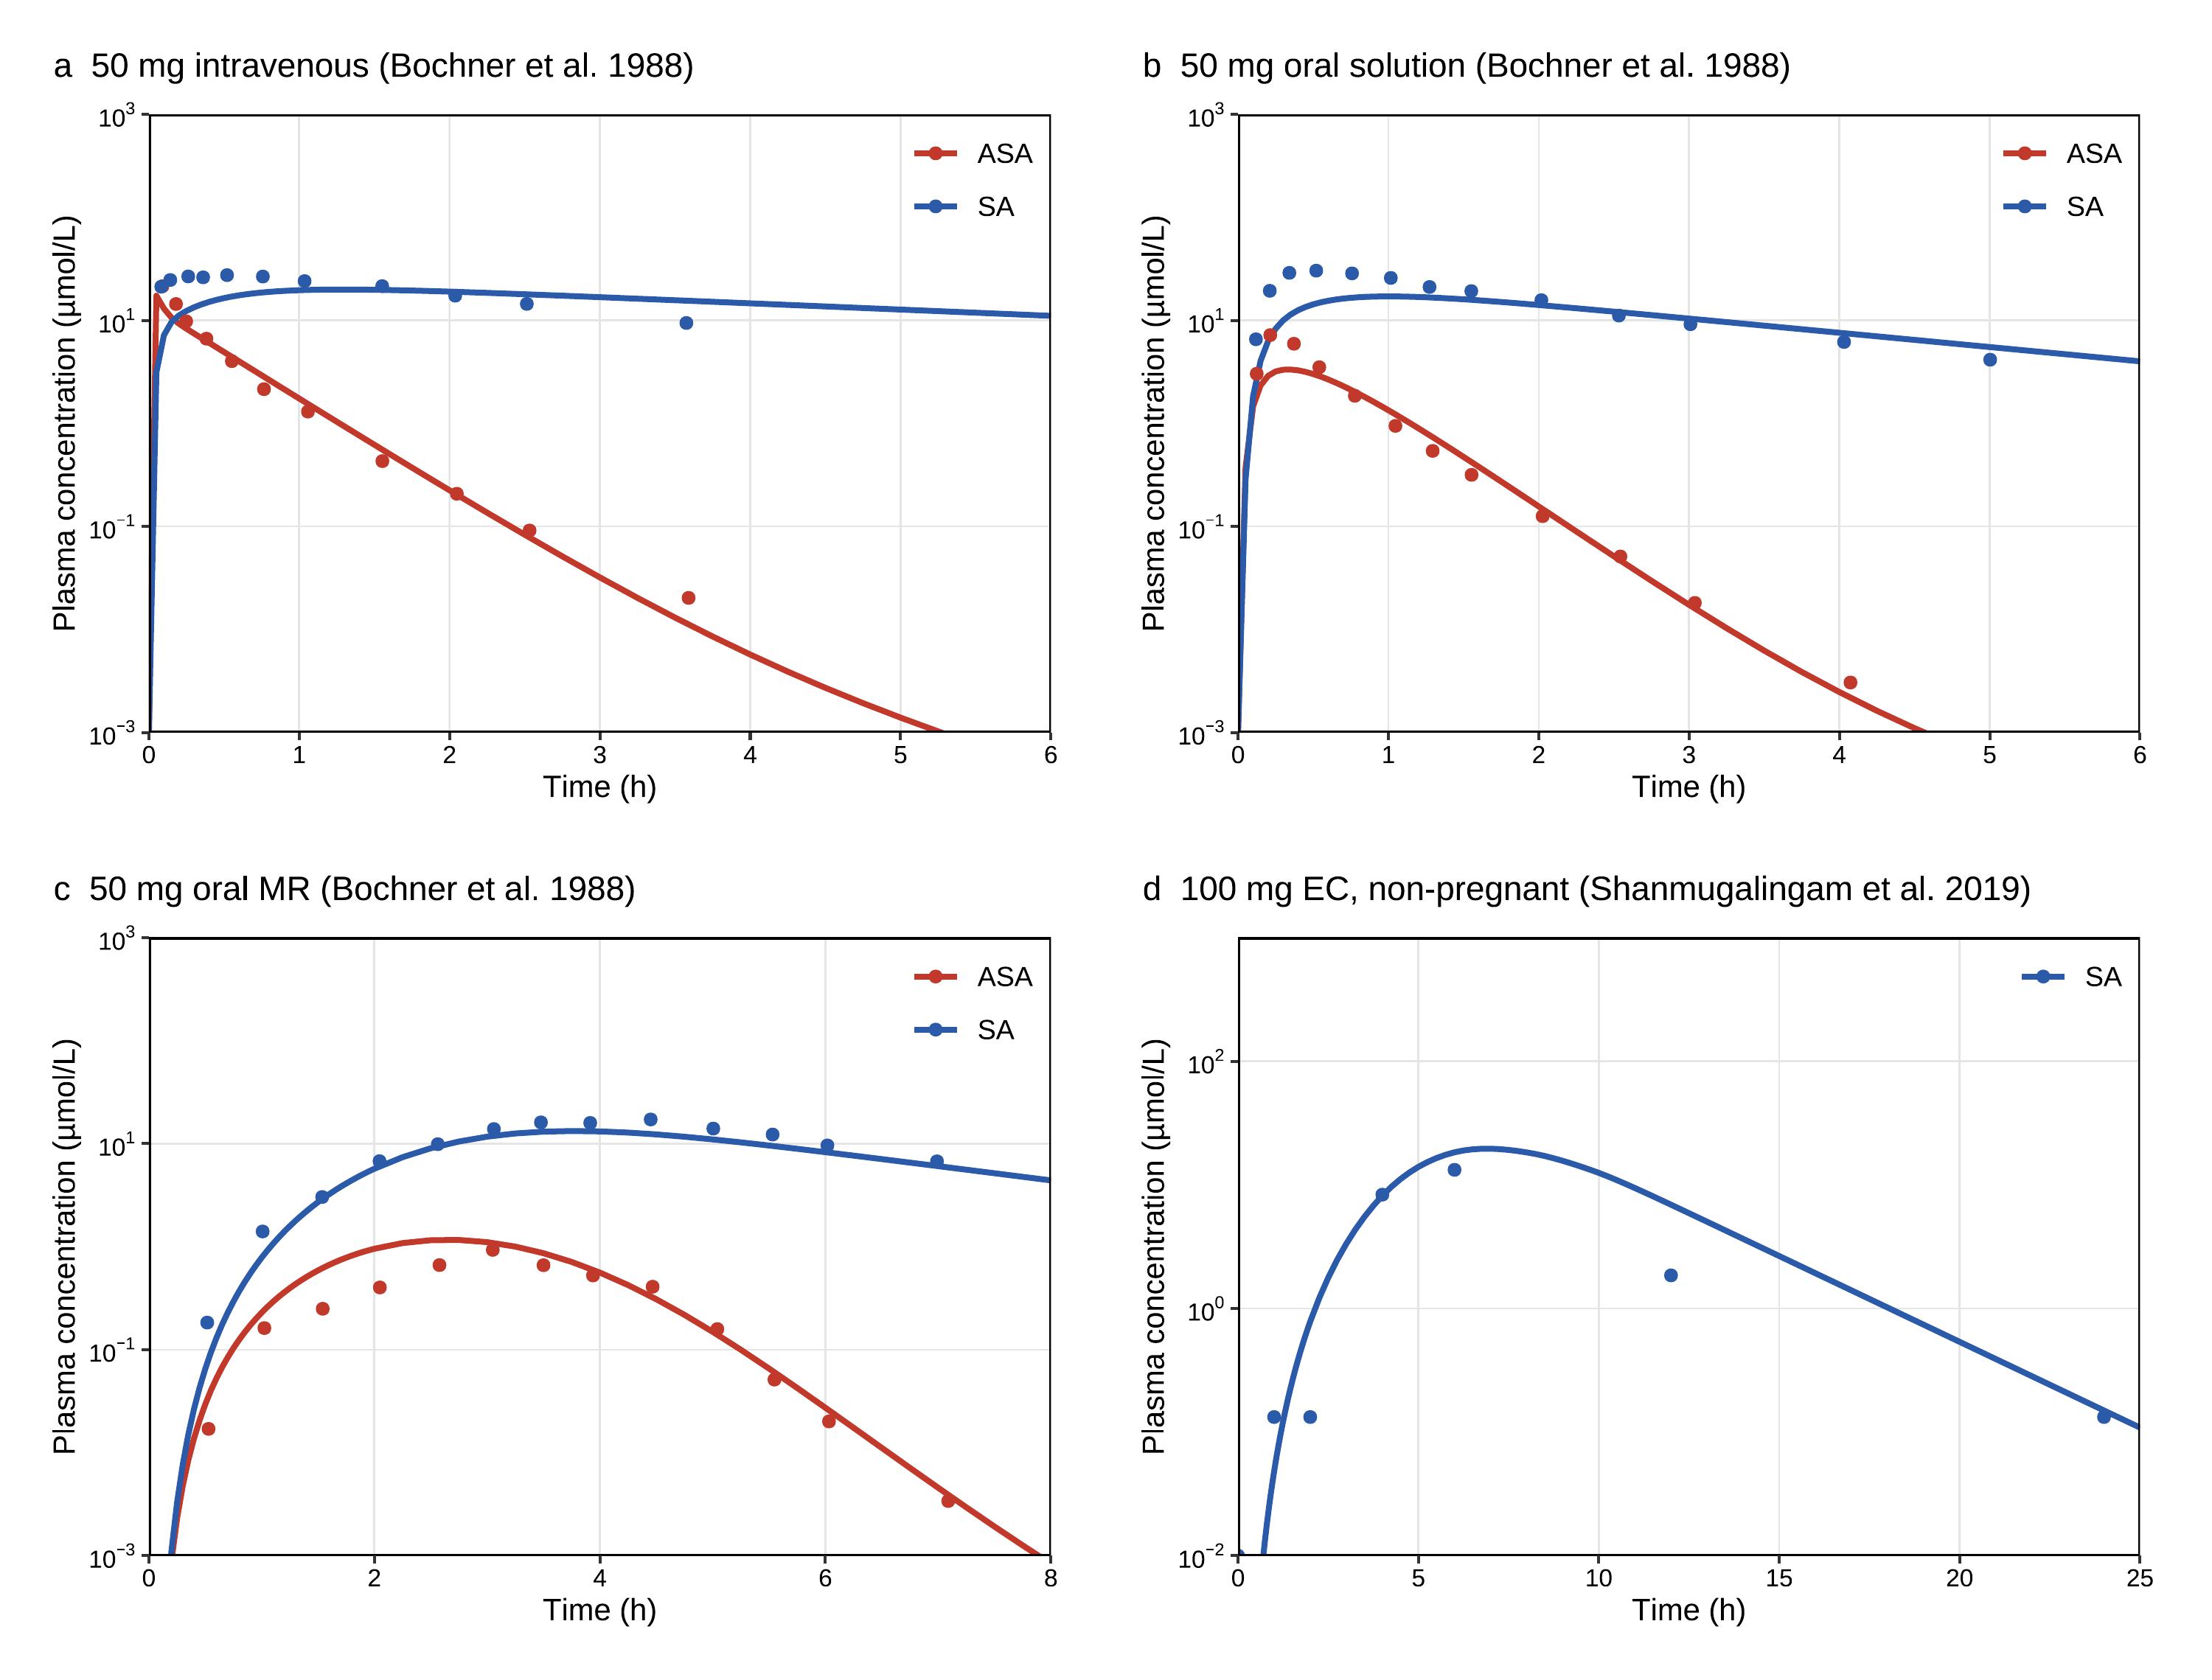 a 50 mg intravenous (Bochner et al. 1988)
10³
10¹
10⁻¹
10⁻³
Plasma concentration (µmol/L)
ASA
SA
0 1 2 3 4 5 6
Time (h)
b 50 mg oral solution (Bochner et al. 1988)
10³
10¹
10⁻¹
10⁻³
Plasma concentration (µmol/L)
ASA
SA
0 1 2 3 4 5 6
Time (h)
c 50 mg oral MR (Bochner et al. 1988)
10³
10¹
10⁻¹
10⁻³
Plasma concentration (µmol/L)
ASA
SA
0 2 4 6 8
Time (h)
d 100 mg EC, non-pregnant (Shanmugalingam et al. 2019)
10²
10⁰
10⁻²
Plasma concentration (µmol/L)
SA
0 5 10 15 20 25
Time (h)